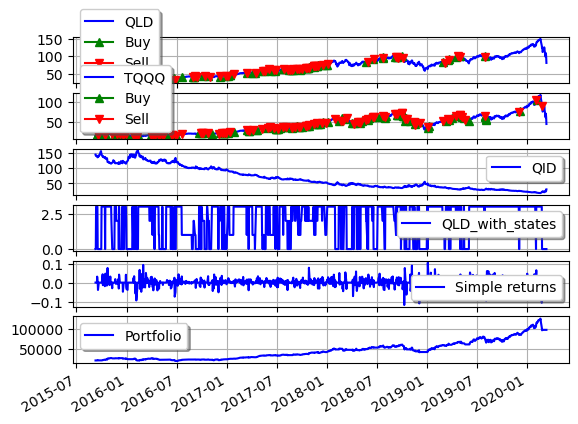 QLD
Buy
Sell
150
100
50
TQQQ
Buy
Sell
100
50
QID
150
100
50
QLD_with_states
2.5
0.0
Simple returns
0.1
0.0
−0.1
Portfolio
100000
50000
2015-07
2016-01
2016-07
2017-01
2017-07
2018-01
2018-07
2019-01
2019-07
2020-01